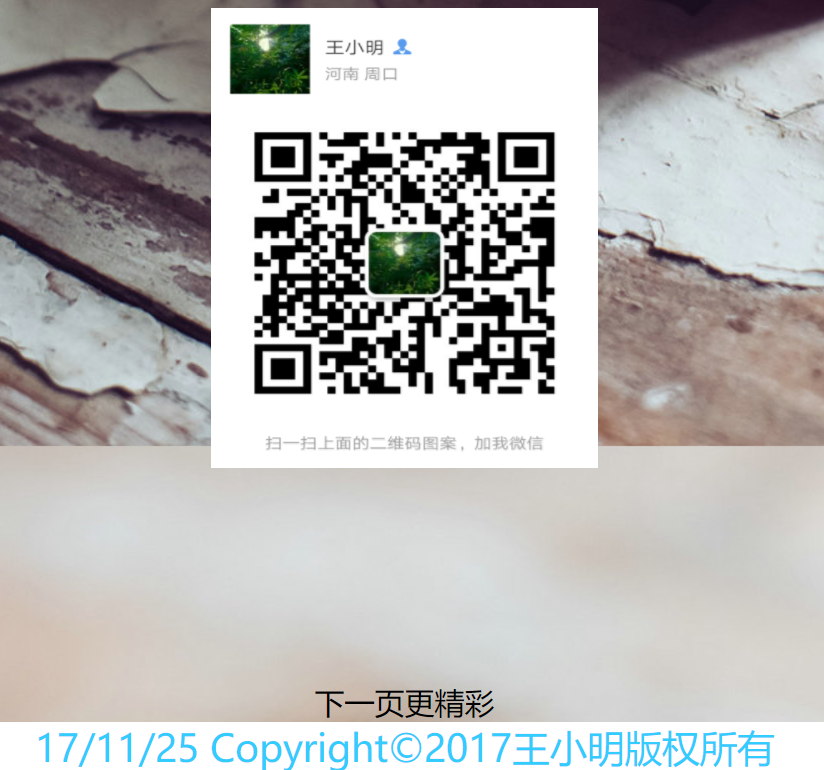 王小明
河南 周口
扫一扫上面的二维码图案，加我微信
下一页更精彩
17/11/25 Copyright©2017王小明版权所有